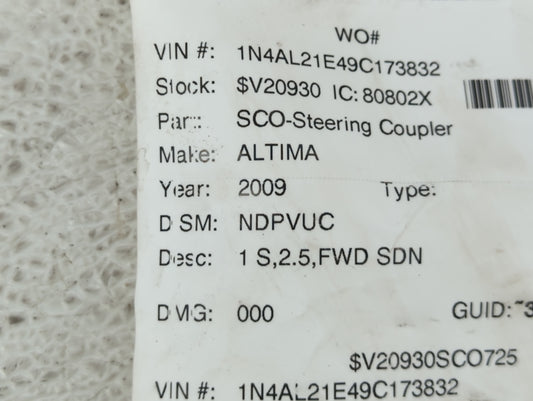 WO#
VIN #: 1N4AL21E49C173832
Stock: $V20930 IC: 80802X
Part: SCO-Steering Coupler
Make: ALTIMA
Year: 2009 Type:
DSM: NDPVUC
Desc: 1 S,2.5,FWD SDN
DMG: 000 GUID:~3
$V20930SCO725
VIN #: 1N4AL21E49C173832